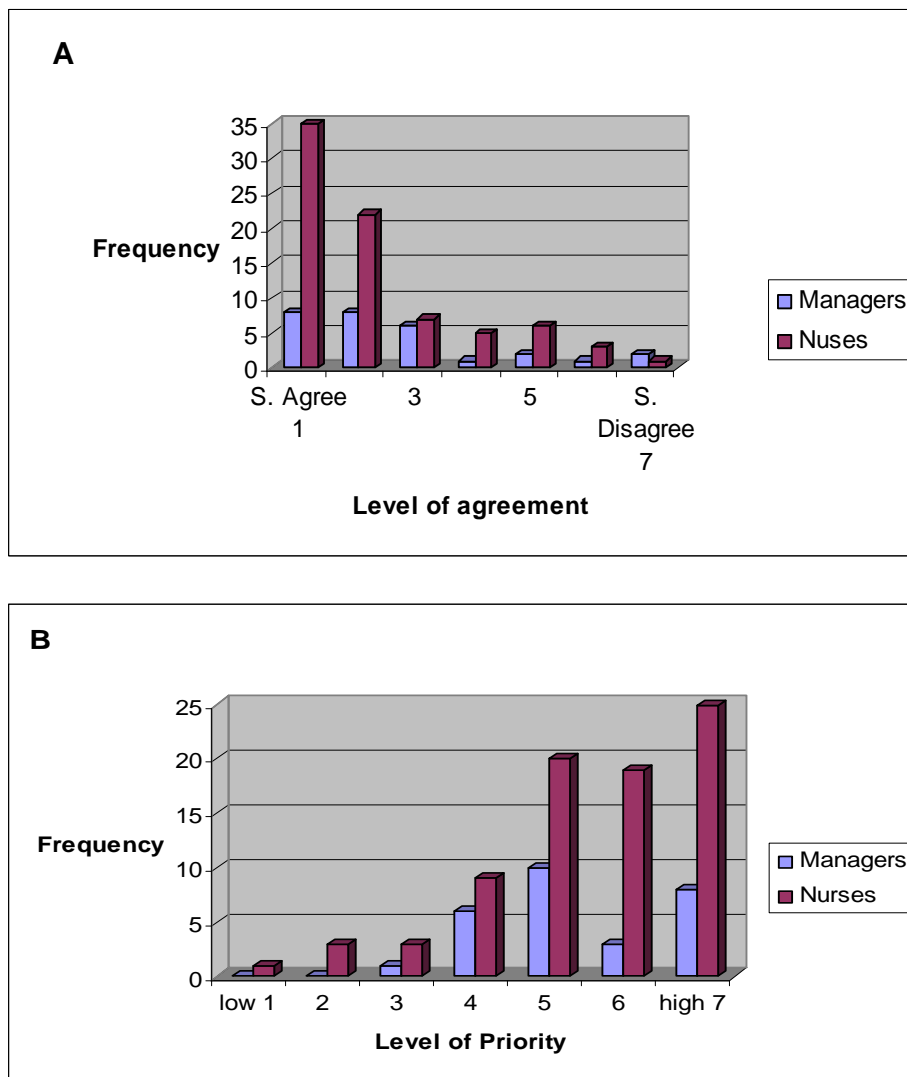 A
35
30
25
20
15
10
5
0
Frequency
S. Agree 3 5 S.
1 Disagree
7
Level of agreement
Managers
Nuses
B
25
20
15
10
5
0
Frequency
low 1 2 3 4 5 6 high 7
Level of Priority
Managers
Nurses